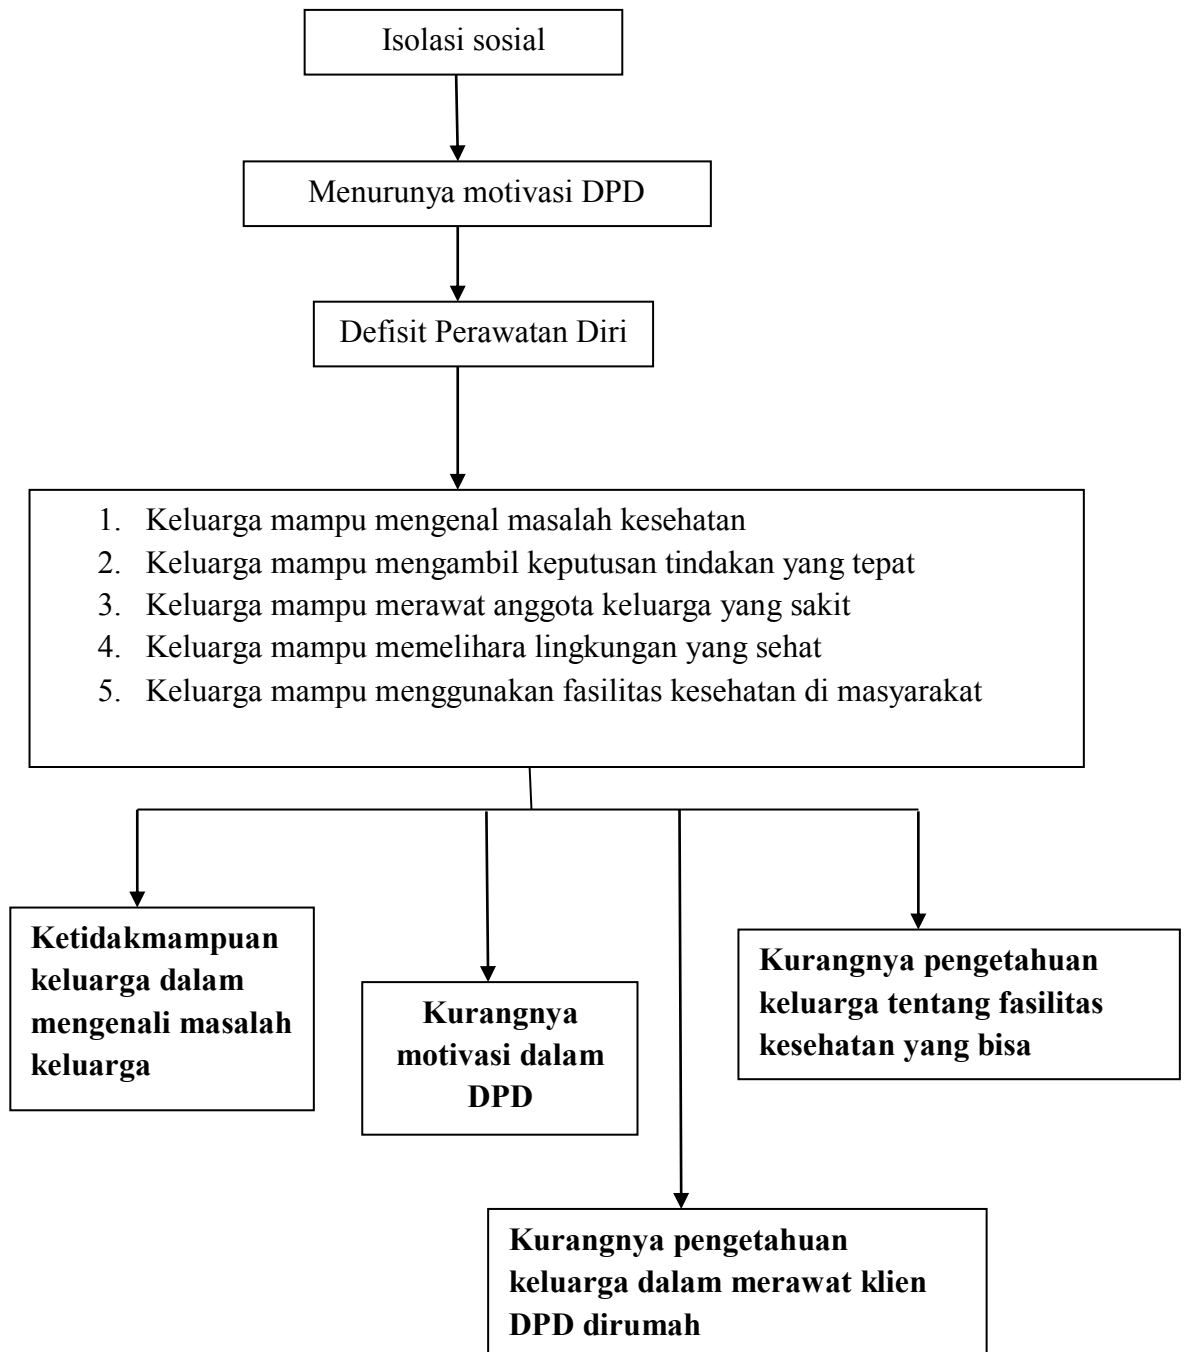 Isolasi sosial
Menurunya motivasi DPD
Defisit Perawatan Diri
1. Keluarga mampu mengenal masalah kesehatan
2. Keluarga mampu mengambil keputusan tindakan yang tepat
3. Keluarga mampu merawat anggota keluarga yang sakit
4. Keluarga mampu memelihara lingkungan yang sehat
5. Keluarga mampu menggunakan fasilitas kesehatan di masyarakat
Ketidakmampuan
keluarga dalam
mengenali masalah
keluarga
Kurangnya
motivasi dalam
DPD
Kurangnya pengetahuan
keluarga tentang fasilitas
kesehatan yang bisa
Kurangnya pengetahuan
keluarga dalam merawat klien
DPD dirumah